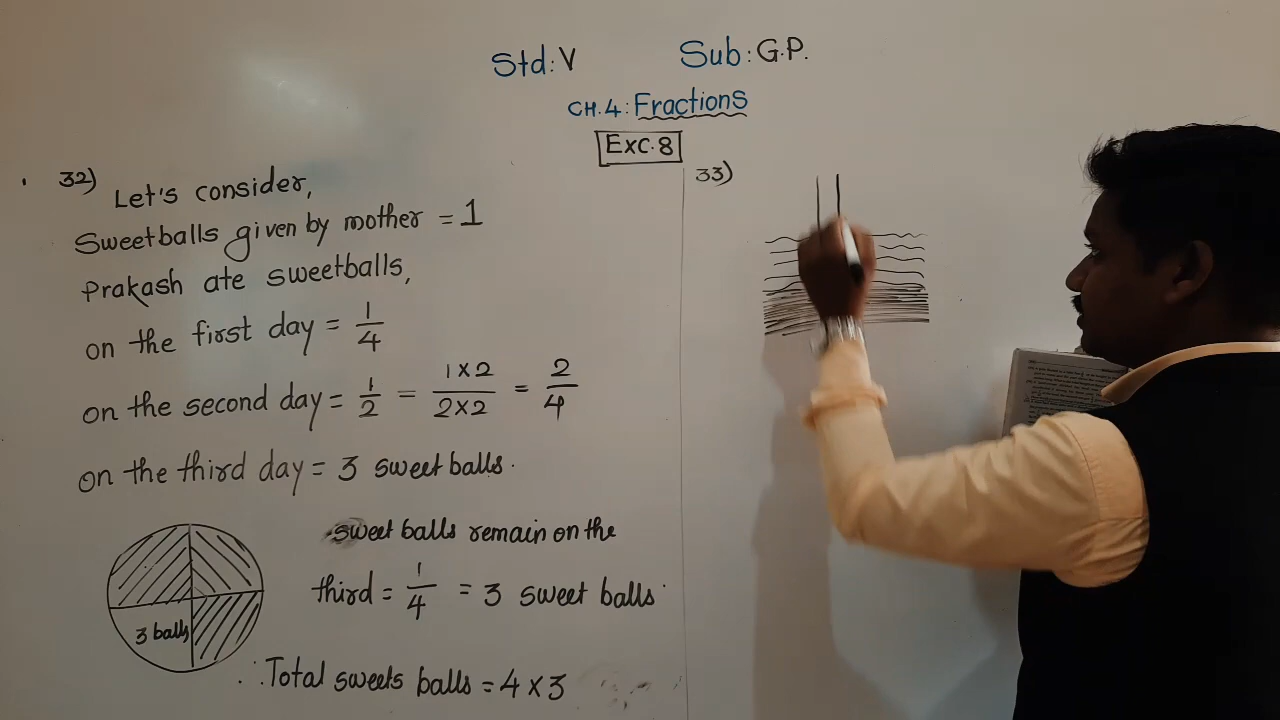 Std: V Sub: G.P.
CH.4: Fractions
Exc.8
32) Let's consider,
Sweetballs given by mother = 1
Prakash ate sweetballs,
on the first day = 1/4
on the second day = 1/2 = 1×2/2×2 = 2/4
on the third day = 3 sweet balls.
sweet balls remain on the
third = 1/4 = 3 sweet balls.
3 balls
∴ Total sweets balls = 4 × 3
33)